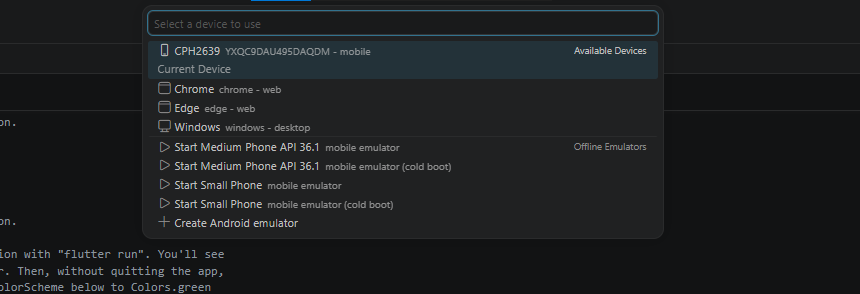 Select a device to use
CPH2639 YXQC9DAU495DAQDM – mobile Available Devices
Current Device
Chrome chrome – web
Edge edge – web
Windows windows – desktop
Start Medium Phone API 36.1 mobile emulator Offline Emulators
Start Medium Phone API 36.1 mobile emulator (cold boot)
Start Small Phone mobile emulator
Start Small Phone mobile emulator (cold boot)
Create Android emulator
on.
on.
ion with "flutter run". You'll see
r. Then, without quitting the app,
olorScheme below to Colors.green